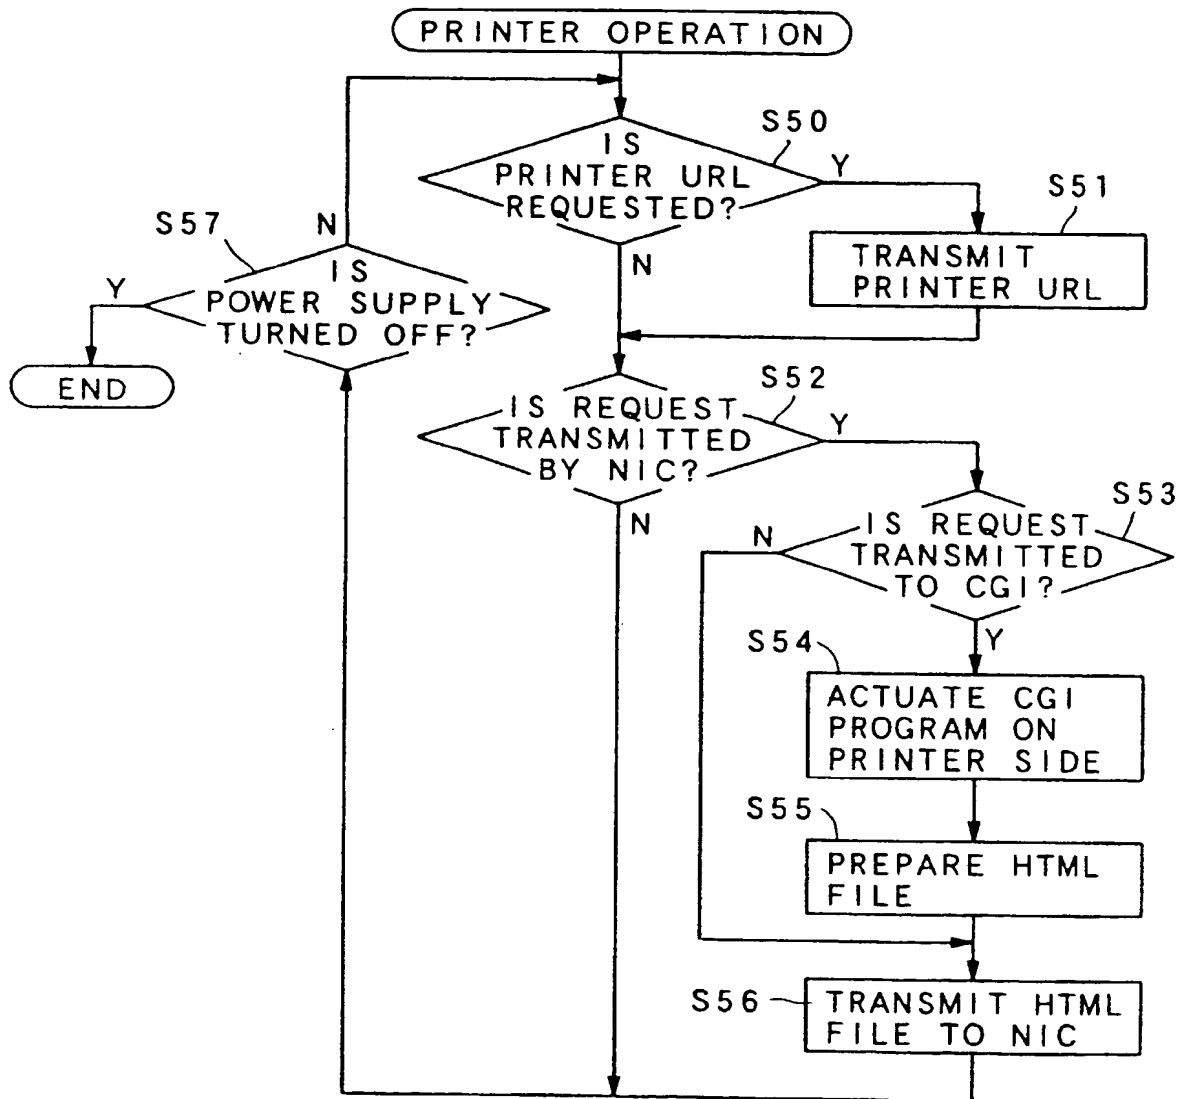 PRINTER OPERATION
S50
IS
PRINTER URL
REQUESTED?
Y
N
S51
TRANSMIT
PRINTER URL
S57
N
IS
POWER SUPPLY
TURNED OFF?
Y
END
S52
IS REQUEST
TRANSMITTED
BY NIC?
Y
N
S53
IS REQUEST
TRANSMITTED
TO CGI?
N
Y
S54
ACTUATE CGI
PROGRAM ON
PRINTER SIDE
S55
PREPARE HTML
FILE
S56
TRANSMIT HTML
FILE TO NIC